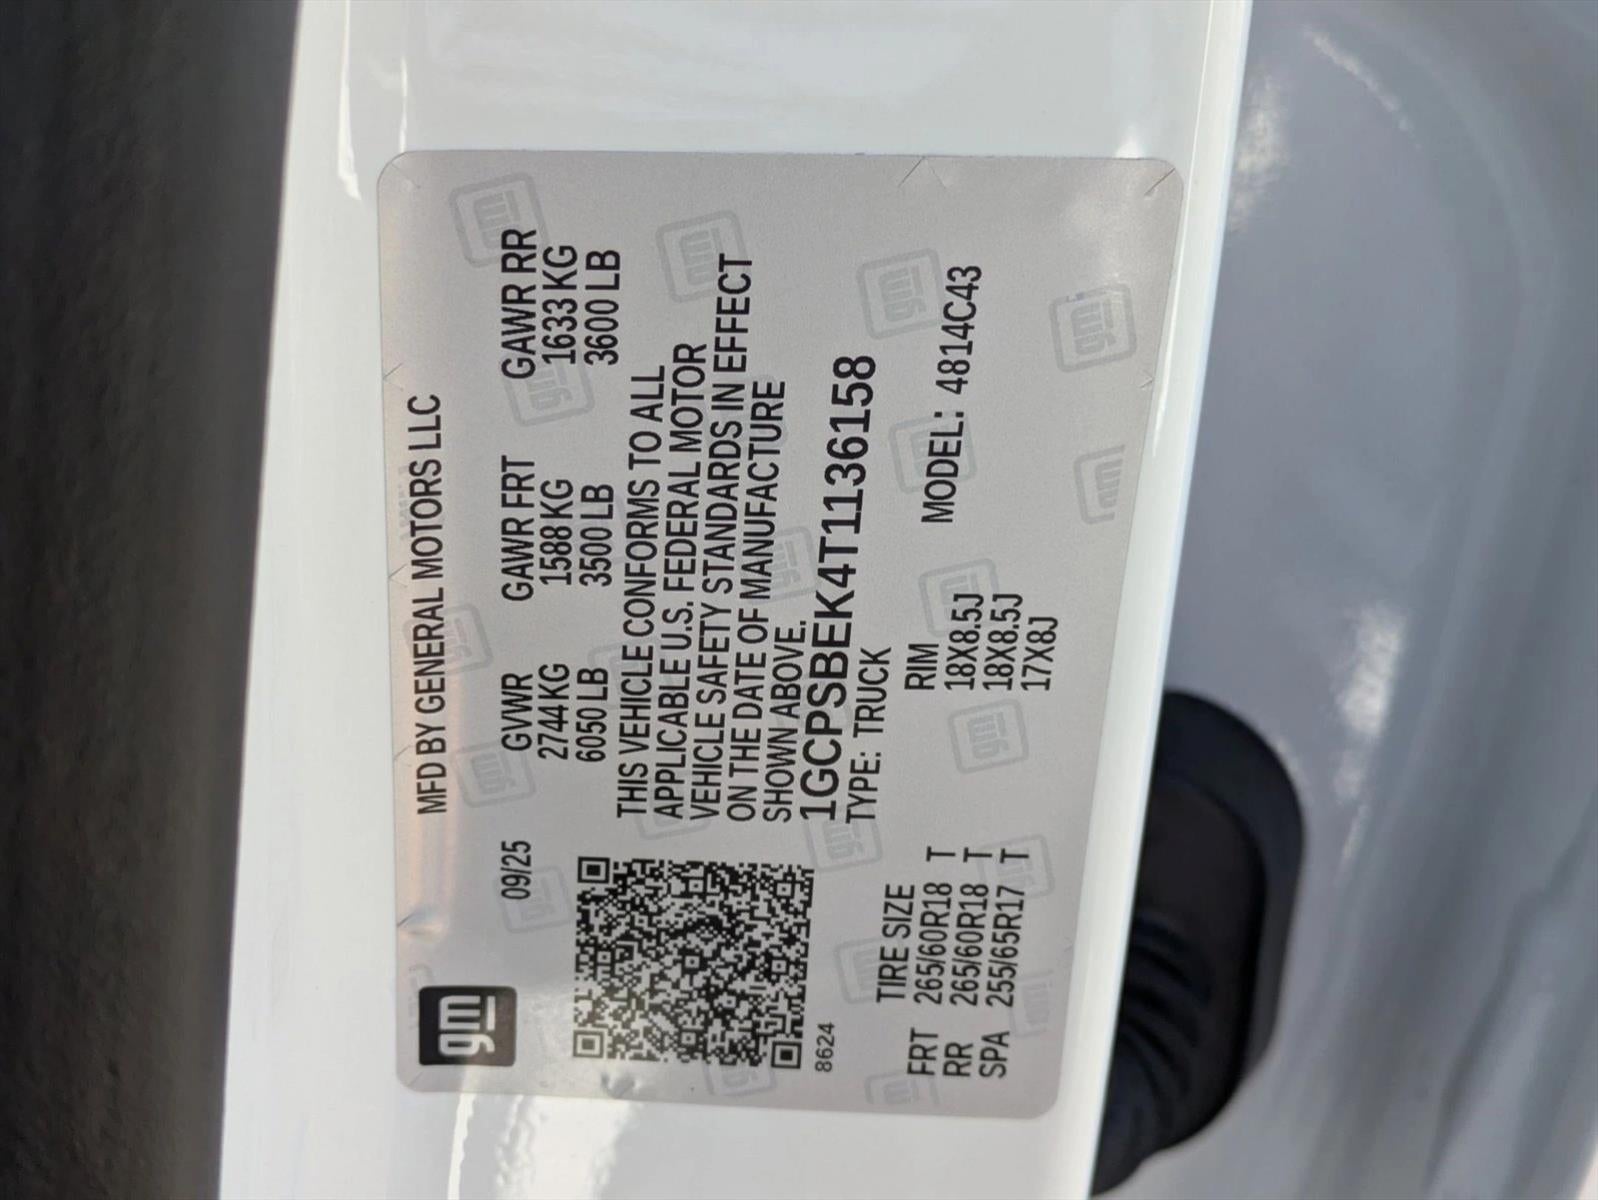 gm
MFD BY GENERAL MOTORS LLC
09/25
GVWR GAWR FRT GAWR RR
2744 KG 1588 KG 1633 KG
6050 LB 3500 LB 3600 LB
THIS VEHICLE CONFORMS TO ALL
APPLICABLE U.S. FEDERAL MOTOR
VEHICLE SAFETY STANDARDS IN EFFECT
ON THE DATE OF MANUFACTURE
SHOWN ABOVE.
1GCPSBEK4T1136158
8624
TYPE: TRUCK
MODEL: 4814C43
TIRE SIZE RIM
FRT 265/60R18 T 18X8.5J
RR 265/60R18 T 18X8.5J
SPA 255/65R17 T 17X8J